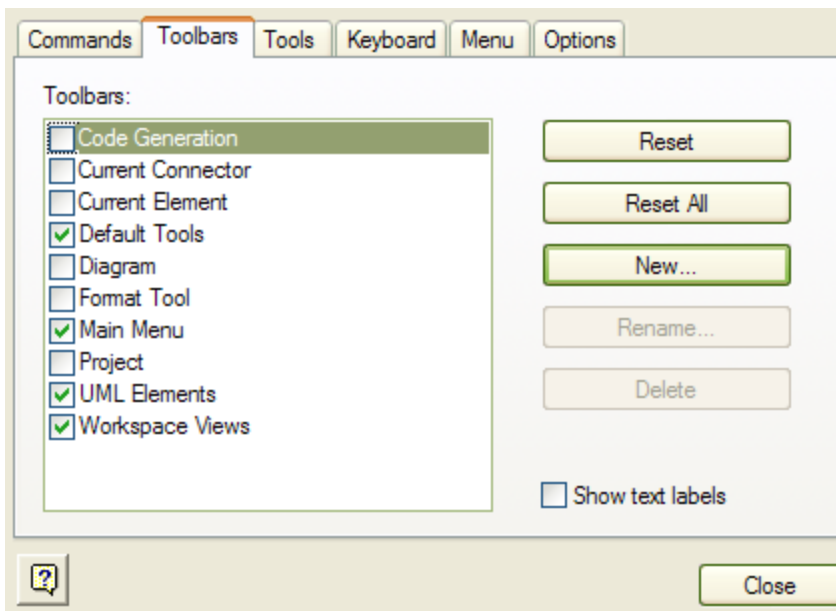 Commands Toolbars Tools Keyboard Menu Options
Toolbars:
Code Generation
Current Connector
Current Element
Default Tools
Diagram
Format Tool
Main Menu
Project
UML Elements
Workspace Views
Reset
Reset All
New...
Rename...
Delete
Show text labels
?
Close